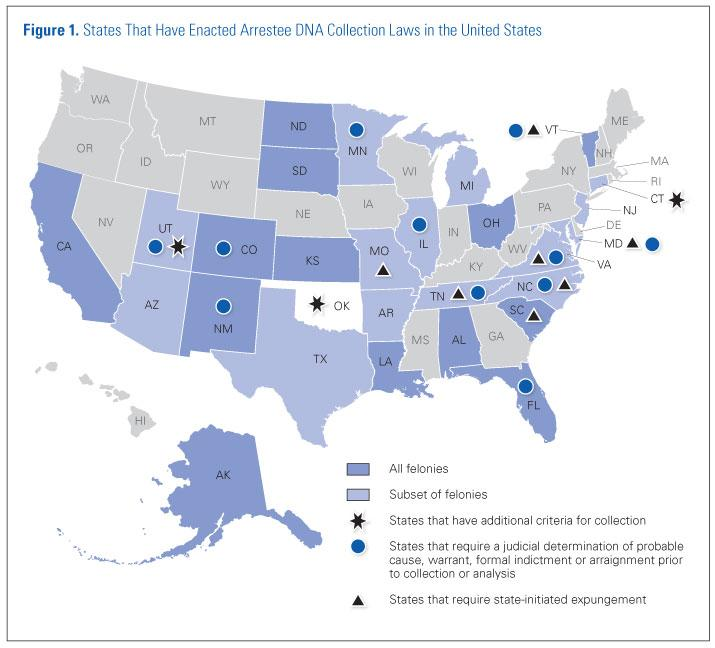 Figure 1. States That Have Enacted Arrestee DNA Collection Laws in the United States
WA
MT
ND
MN
VT
ME
OR
ID
SD
WI
MI
NH
NY
MA
RI
CT
WY
IA
PA
NJ
NV
UT
NE
IL
IN
OH
DE
MD
CA
CO
KS
MO
WV
VA
KY
AZ
NM
OK
AR
TN
NC
SC
TX
LA
MS
AL
GA
FL
HI
AK
All felonies
Subset of felonies
States that have additional criteria for collection
States that require a judicial determination of probable
cause, warrant, formal indictment or arraignment prior
to collection or analysis
States that require state-initiated expungement